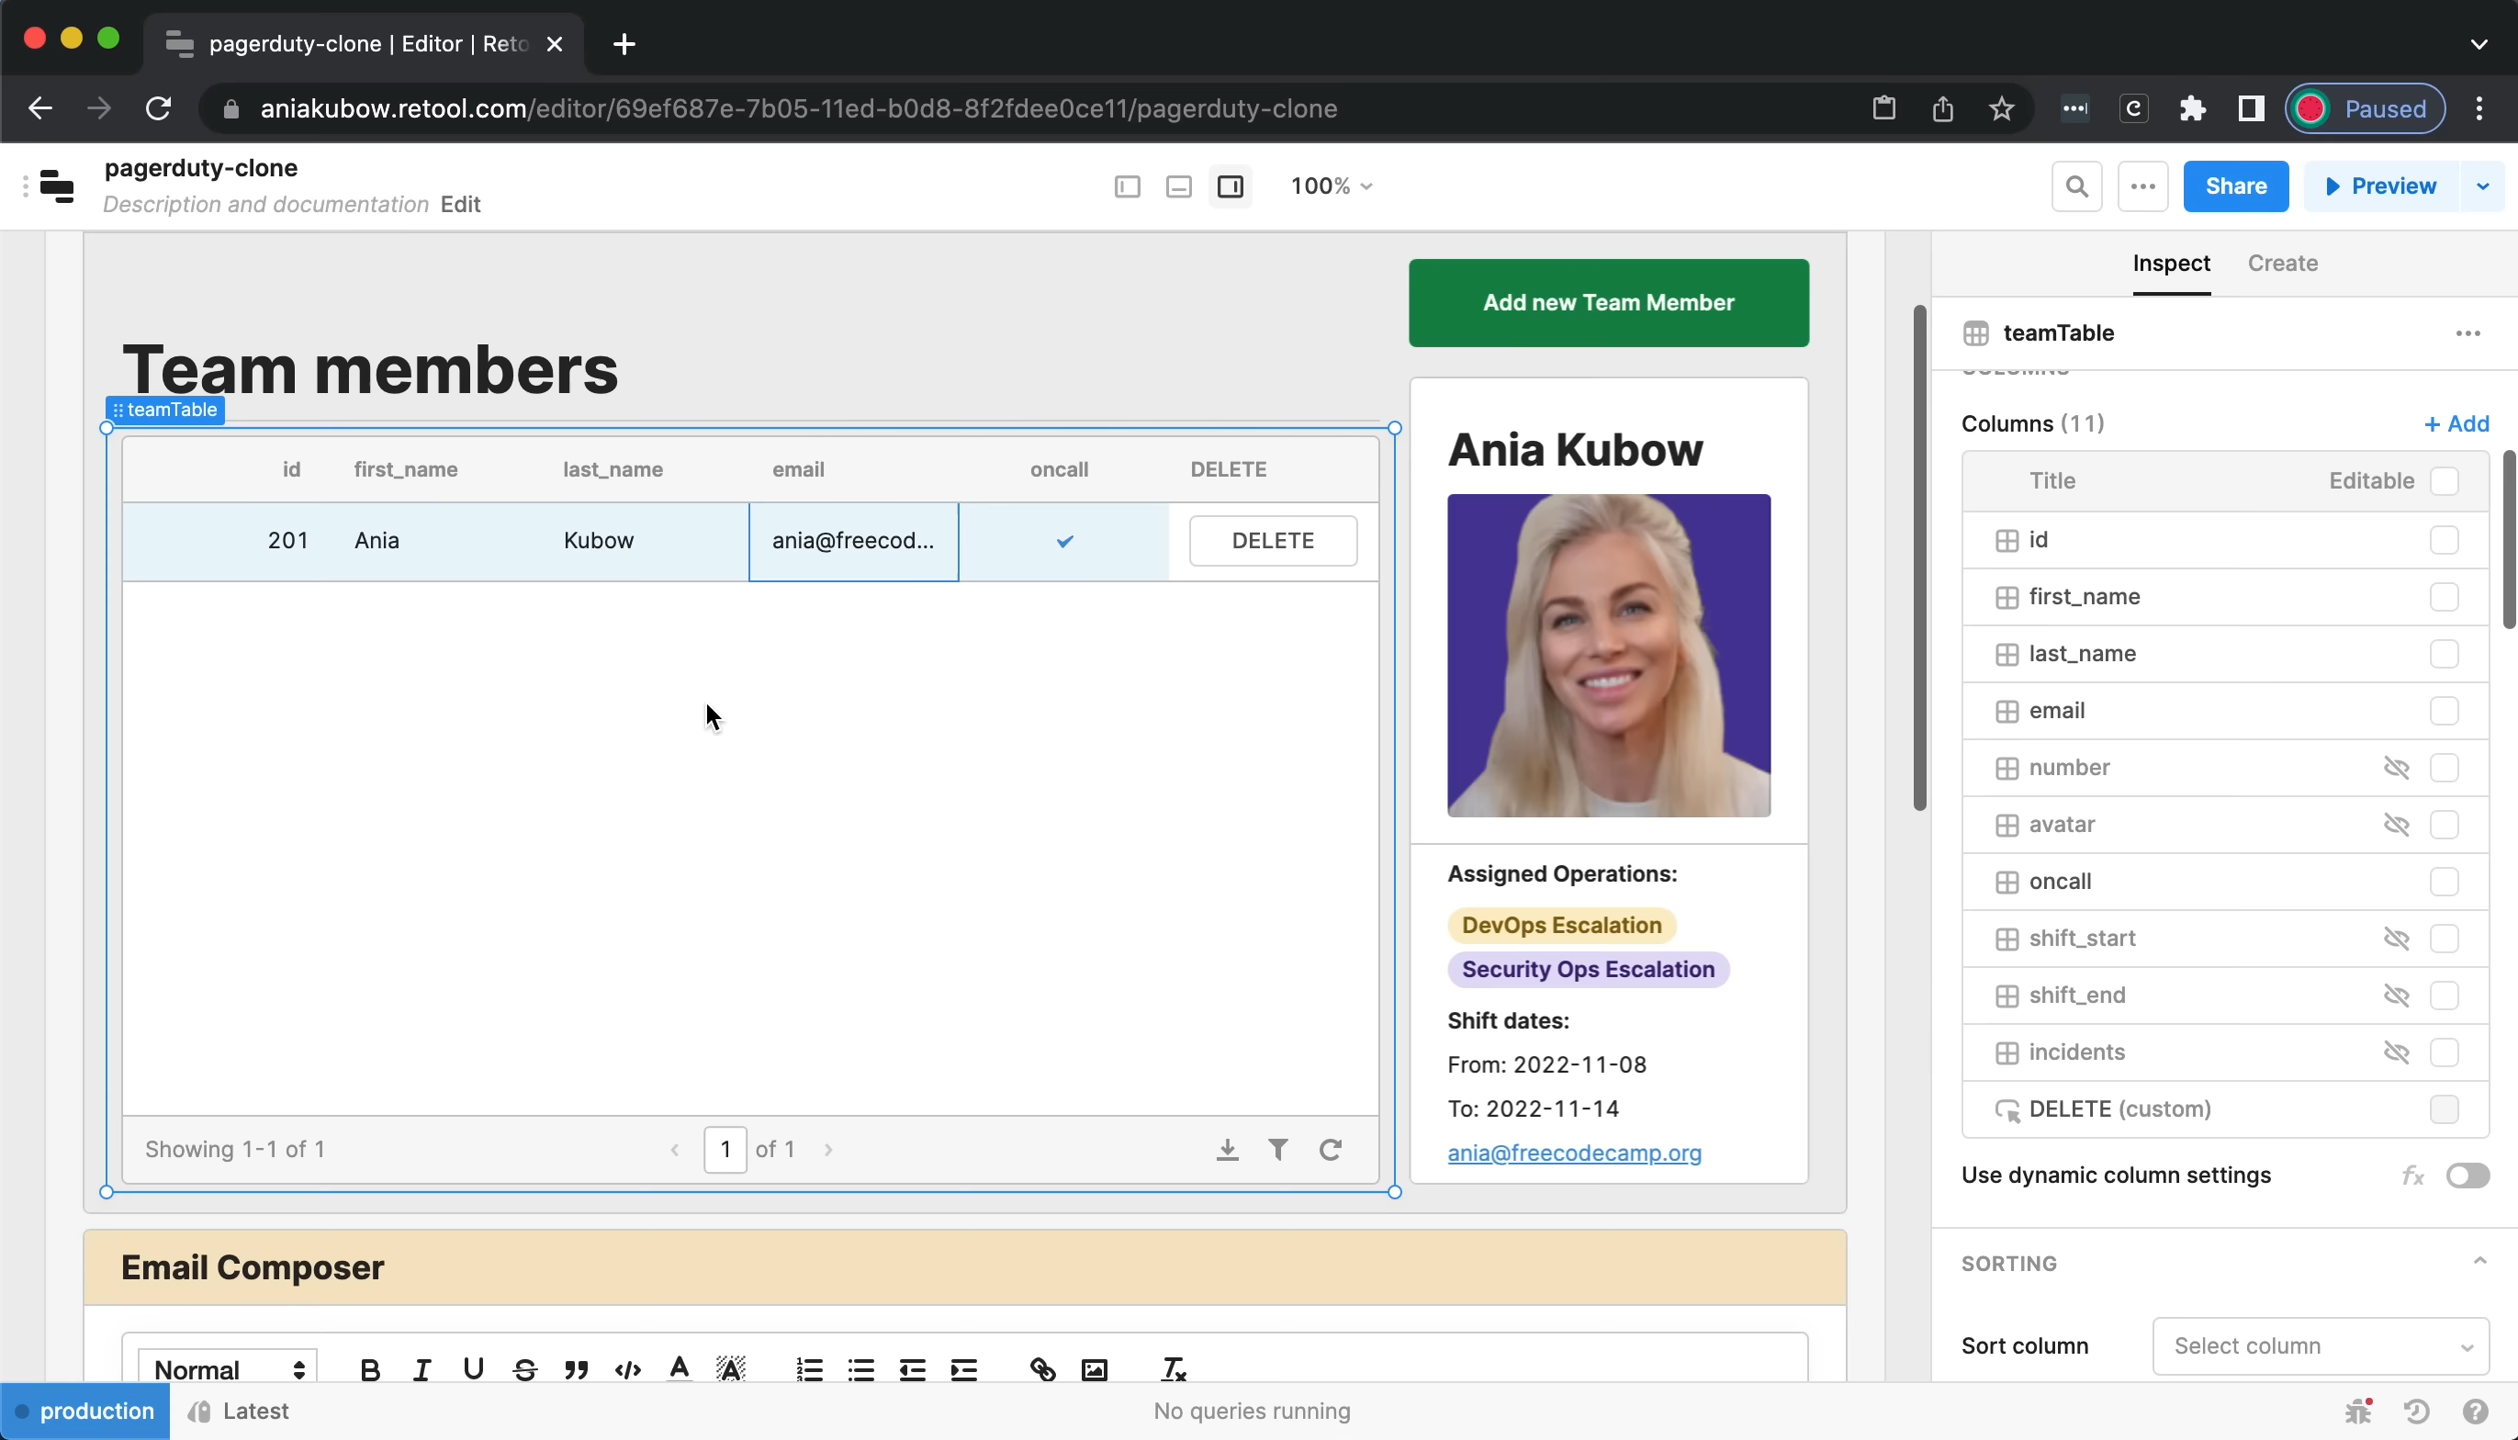 pagerduty-clone | Editor | Reto
aniakubow.retool.com/editor/69ef687e-7b05-11ed-b0d8-8f2fdee0ce11/pagerduty-clone
Paused
pagerduty-clone
Description and documentation Edit
100%
Share
Preview
Inspect
Create
Add new Team Member
Team members
teamTable
id first_name last_name email oncall DELETE
201 Ania Kubow ania@freecod... DELETE
Showing 1-1 of 1
1 of 1
Ania Kubow
Assigned Operations:
DevOps Escalation
Security Ops Escalation
Shift dates:
From: 2022-11-08
To: 2022-11-14
ania@freecodecamp.org
teamTable
COLUMNS
Columns (11)
+ Add
Title Editable
id
first_name
last_name
email
number
avatar
oncall
shift_start
shift_end
incidents
DELETE (custom)
Use dynamic column settings fx
SORTING
Sort column Select column
Email Composer
Normal
production
Latest
No queries running